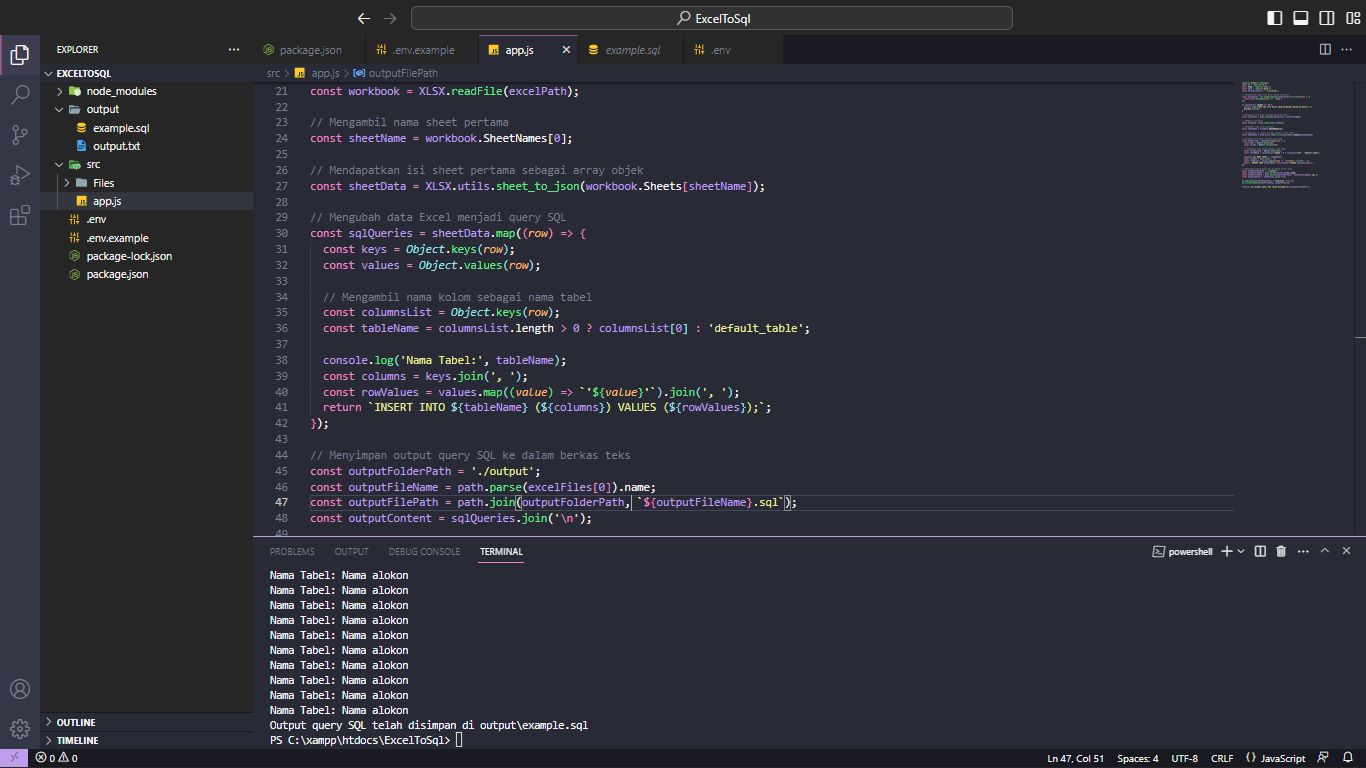 ExcelToSql
EXPLORER
EXCELTOSQL
node_modules
output
example.sql
output.txt
src
Files
app.js
.env
.env.example
package-lock.json
package.json
OUTLINE
TIMELINE
package.json
.env.example
app.js
example.sql
.env
src > app.js > outputFilePath
21 const workbook = XLSX.readFile(excelPath);
22
23 // Mengambil nama sheet pertama
24 const sheetName = workbook.SheetNames[0];
25
26 // Mendapatkan isi sheet pertama sebagai array objek
27 const sheetData = XLSX.utils.sheet_to_json(workbook.Sheets[sheetName]);
28
29 // Mengubah data Excel menjadi query SQL
30 const sqlQueries = sheetData.map((row) => {
31   const keys = Object.keys(row);
32   const values = Object.values(row);
33
34   // Mengambil nama kolom sebagai nama tabel
35   const columnsList = Object.keys(row);
36   const tableName = columnsList.length > 0 ? columnsList[0] : 'default_table';
37
38   console.log('Nama Tabel:', tableName);
39   const columns = keys.join(', ');
40   const rowValues = values.map((value) => `'${value}'`).join(', ');
41   return `INSERT INTO ${tableName} (${columns}) VALUES (${rowValues});`;
42 });
43
44 // Menyimpan output query SQL ke dalam berkas teks
45 const outputFolderPath = './output';
46 const outputFileName = path.parse(excelFiles[0]).name;
47 const outputFilePath = path.join(outputFolderPath, `${outputFileName}.sql`);
48 const outputContent = sqlQueries.join('\n');
49
PROBLEMS OUTPUT DEBUG CONSOLE TERMINAL
powershell
Nama Tabel: Nama alokon
Nama Tabel: Nama alokon
Nama Tabel: Nama alokon
Nama Tabel: Nama alokon
Nama Tabel: Nama alokon
Nama Tabel: Nama alokon
Nama Tabel: Nama alokon
Nama Tabel: Nama alokon
Nama Tabel: Nama alokon
Nama Tabel: Nama alokon
Output query SQL telah disimpan di output\example.sql
PS C:\xampp\htdocs\ExcelToSql>
0 0
Ln 47, Col 51 Spaces: 4 UTF-8 CRLF {} JavaScript